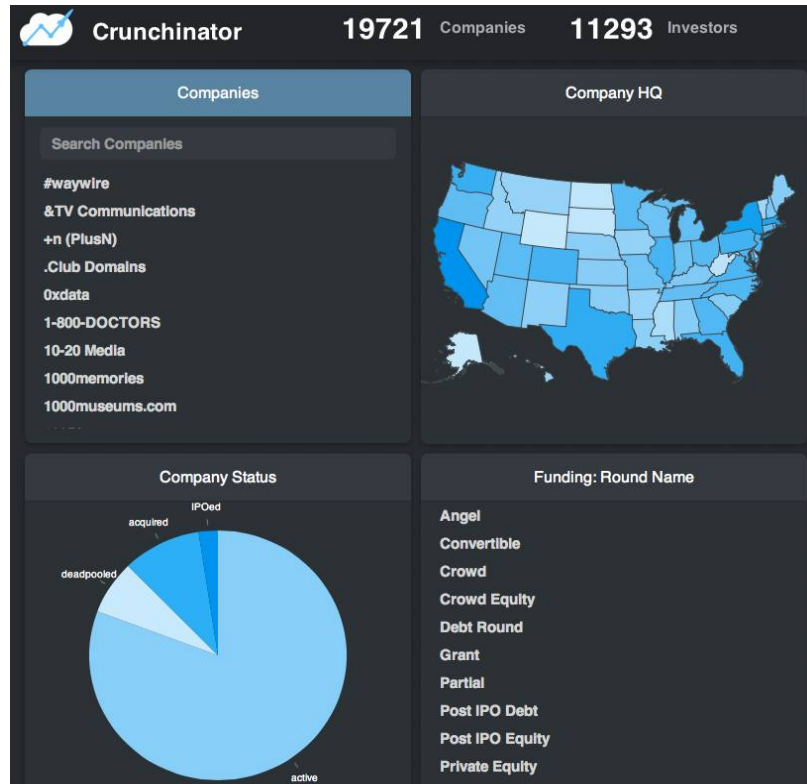 Crunchinator
19721 Companies 11293 Investors
Companies
Search Companies
#waywire
&TV Communications
+n (PlusN)
.Club Domains
0xdata
1-800-DOCTORS
10-20 Media
1000memories
1000museums.com
Company HQ
Company Status
IPOed
acquired
deadpooled
active
Funding: Round Name
Angel
Convertible
Crowd
Crowd Equity
Debt Round
Grant
Partial
Post IPO Debt
Post IPO Equity
Private Equity